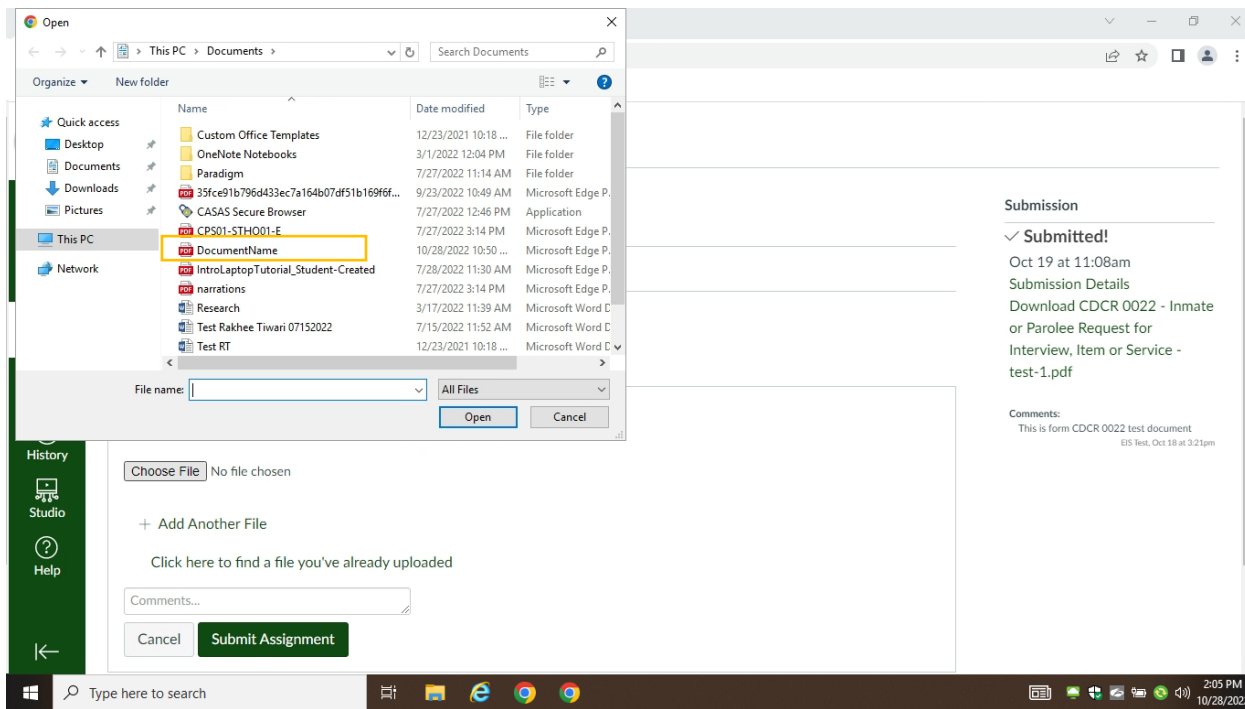 Open
This PC > Documents >
Search Documents
Organize
New folder
Name
Date modified
Type
Quick access
Desktop
Documents
Downloads
Pictures
This PC
Network
Custom Office Templates 12/23/2021 10:18 ... File folder
OneNote Notebooks 3/1/2022 12:04 PM File folder
Paradigm 7/27/2022 11:14 AM File folder
35fce91b796d433ec7a164b07df51b169f6f... 9/23/2022 10:49 AM Microsoft Edge P.
CASAS Secure Browser 7/27/2022 12:46 PM Application
CPS01-STHO01-E 7/27/2022 3:14 PM Microsoft Edge P.
DocumentName 10/28/2022 10:50 ... Microsoft Edge P.
IntroLaptopTutorial_Student-Created 7/28/2022 11:30 AM Microsoft Edge P.
narrations 7/27/2022 3:14 PM Microsoft Edge P.
Research 3/17/2022 11:39 AM Microsoft Word D
Test Rakhee Tiwari 07152022 7/15/2022 11:52 AM Microsoft Word D
Test RT 12/23/2021 10:18 ... Microsoft Word D
File name:
All Files
Open
Cancel
Submission
Submitted!
Oct 19 at 11:08am
Submission Details
Download CDCR 0022 - Inmate
or Parolee Request for
Interview, Item or Service -
test-1.pdf
Comments:
This is form CDCR 0022 test document
EIS Test, Oct 18 at 3:21pm
History
Studio
Help
Choose File No file chosen
+ Add Another File
Click here to find a file you've already uploaded
Comments...
Cancel
Submit Assignment
Type here to search
2:05 PM
10/28/202